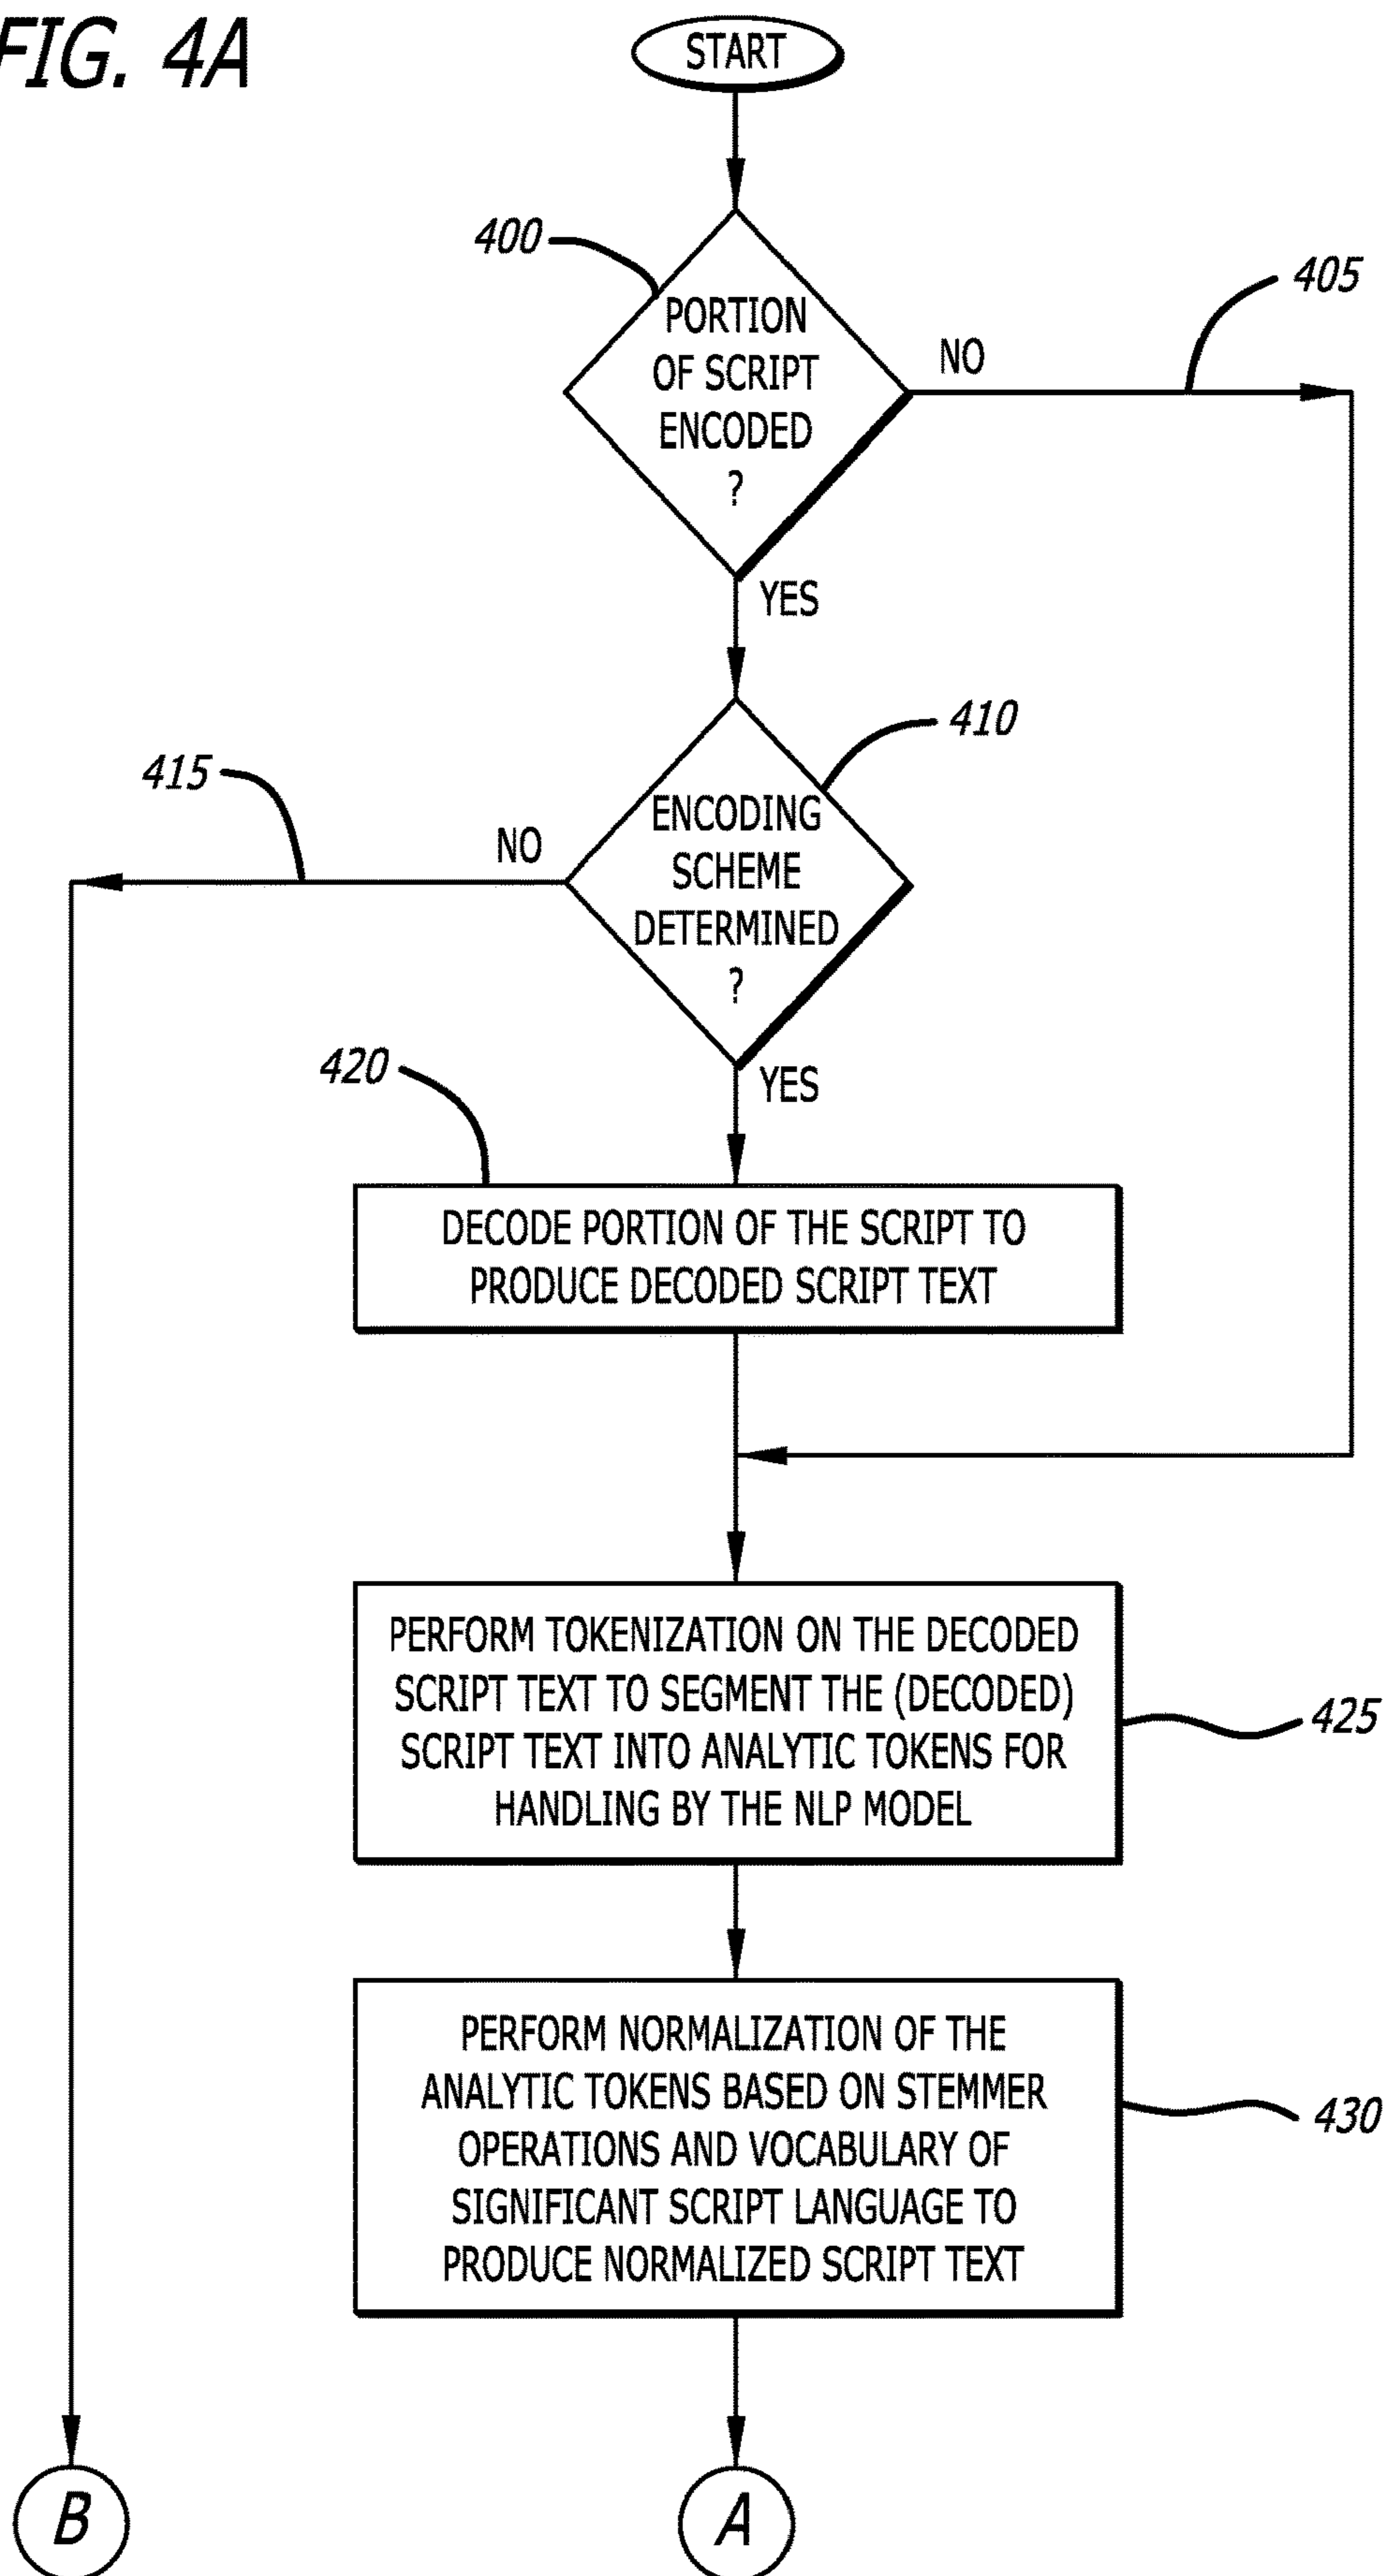 FIG. 4A
START
400
405
PORTION
OF SCRIPT
ENCODED
?
NO
YES
410
415
NO
ENCODING
SCHEME
DETERMINED
?
YES
420
DECODE PORTION OF THE SCRIPT TO
PRODUCE DECODED SCRIPT TEXT
PERFORM TOKENIZATION ON THE DECODED
SCRIPT TEXT TO SEGMENT THE (DECODED)
SCRIPT TEXT INTO ANALYTIC TOKENS FOR
HANDLING BY THE NLP MODEL
425
PERFORM NORMALIZATION OF THE
ANALYTIC TOKENS BASED ON STEMMER
OPERATIONS AND VOCABULARY OF
SIGNIFICANT SCRIPT LANGUAGE TO
PRODUCE NORMALIZED SCRIPT TEXT
430
B
A